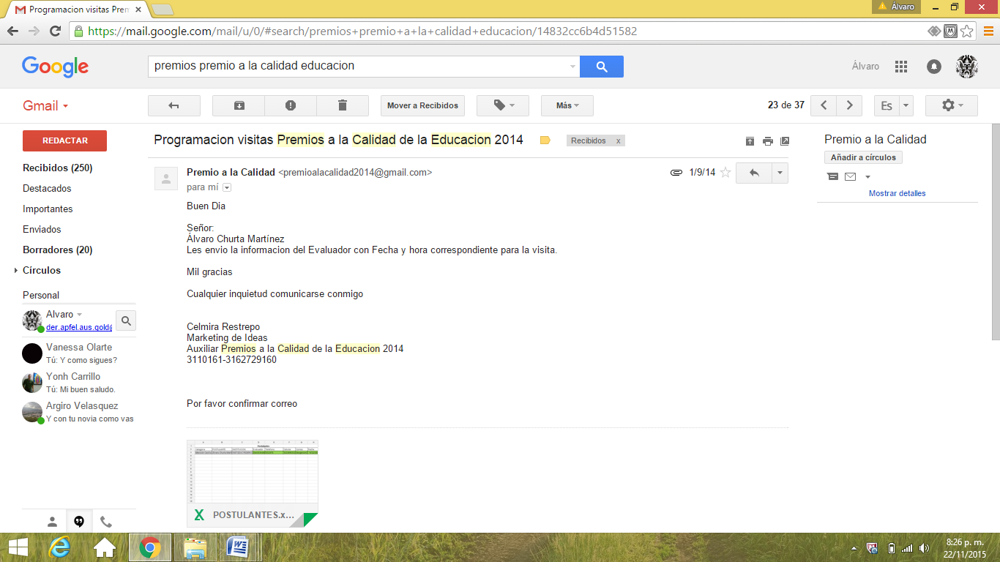 Programacion visitas Prem
Álvaro
https://mail.google.com/mail/u/0/#search/premios+premio+a+la+calidad+educacion/14832cc6b4d51582
Google
premios premio a la calidad educacion
Álvaro
Gmail
Mover a Recibidos
Más
23 de 37
Es
REDACTAR
Recibidos (250)
Destacados
Importantes
Enviados
Borradores (20)
Círculos
Personal
Alvaro
der.apfel.aus.gold@
Vanessa Olarte
Tú: Y como sigues?
Yonh Carrillo
Tú: Mi buen saludo.
Argiro Velasquez
Y con tu novia como vas
Programacion visitas Premios a la Calidad de la Educacion 2014
Recibidos x
Premio a la Calidad <premioalacalidad2014@gmail.com>
1/9/14
para mí
Buen Dia
Señor:
Álvaro Churta Martínez
Les envio la informacion del Evaluador con Fecha y hora correspondiente para la visita.
Mil gracias
Cualquier inquietud comunicarse conmigo
Celmira Restrepo
Marketing de Ideas
Auxiliar Premios a la Calidad de la Educacion 2014
3110161-3162729160
Por favor confirmar correo
POSTULANTES.x...
Premio a la Calidad
Añadir a círculos
Mostrar detalles
8:26 p. m.
22/11/2015